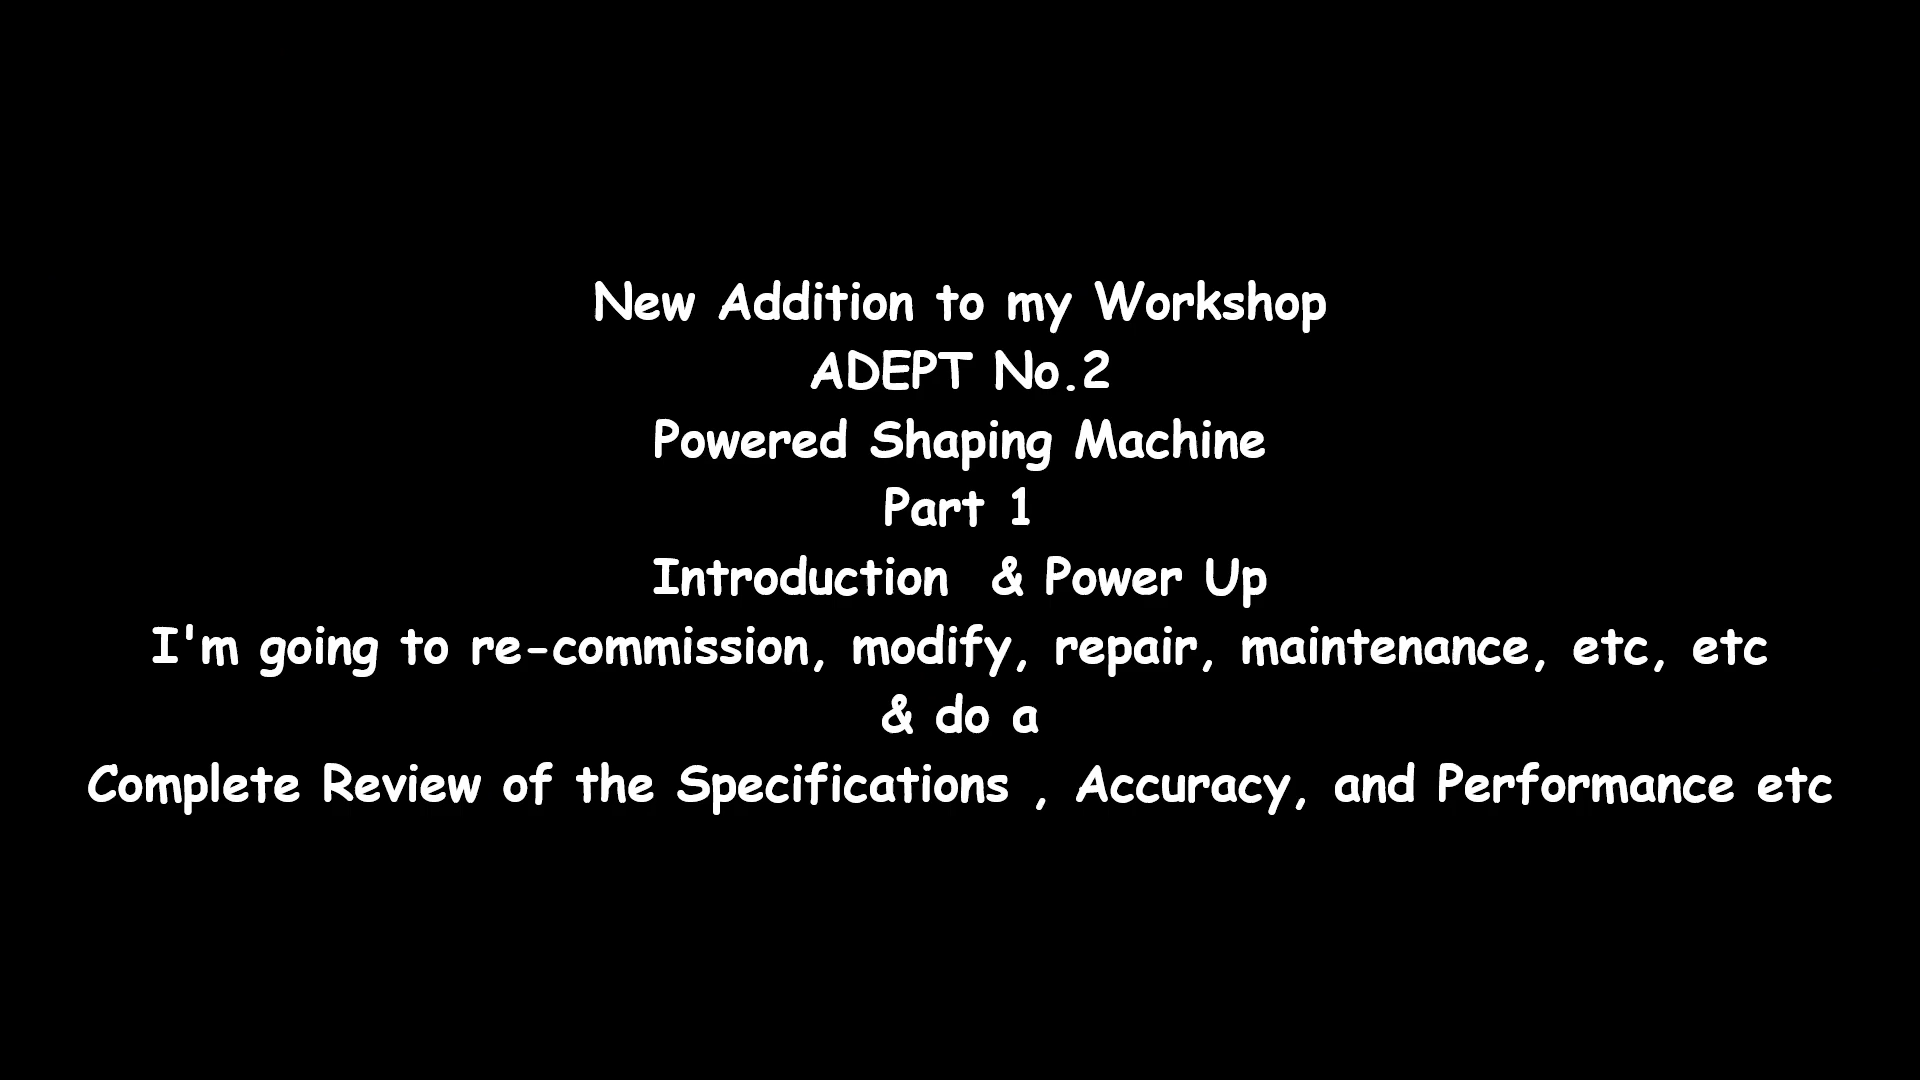 New Addition to my Workshop
ADEPT No.2
Powered Shaping Machine
Part 1
Introduction  & Power Up
I'm going to re-commission, modify, repair, maintenance, etc, etc
& do a
Complete Review of the Specifications , Accuracy, and Performance etc